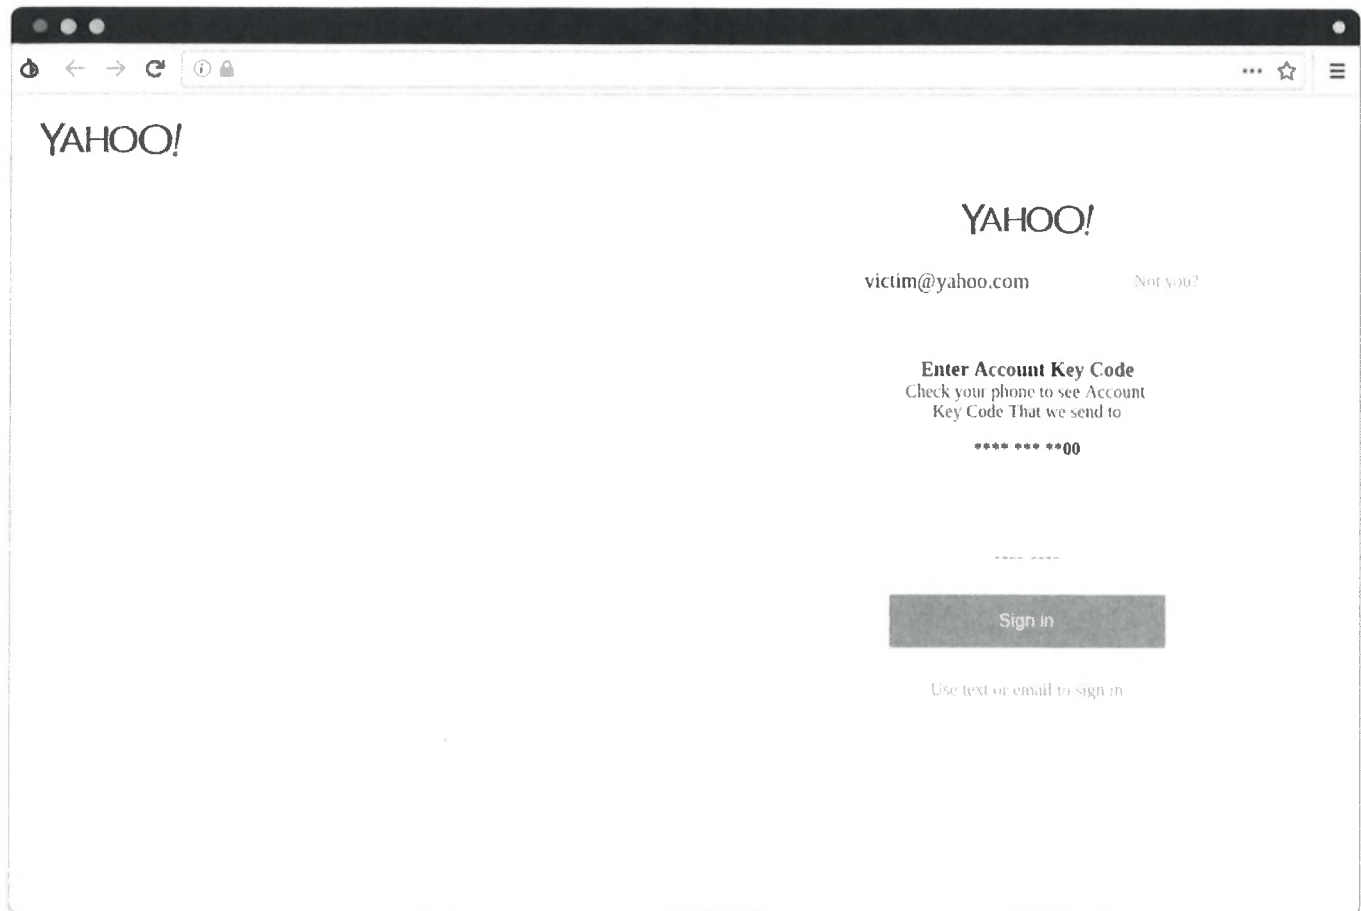 YAHOO!
YAHOO!
victim@yahoo.com Not you?
Enter Account Key Code
Check your phone to see Account
Key Code That we send to
**** *** **00
---- ----
Sign in
Use text or email to sign in